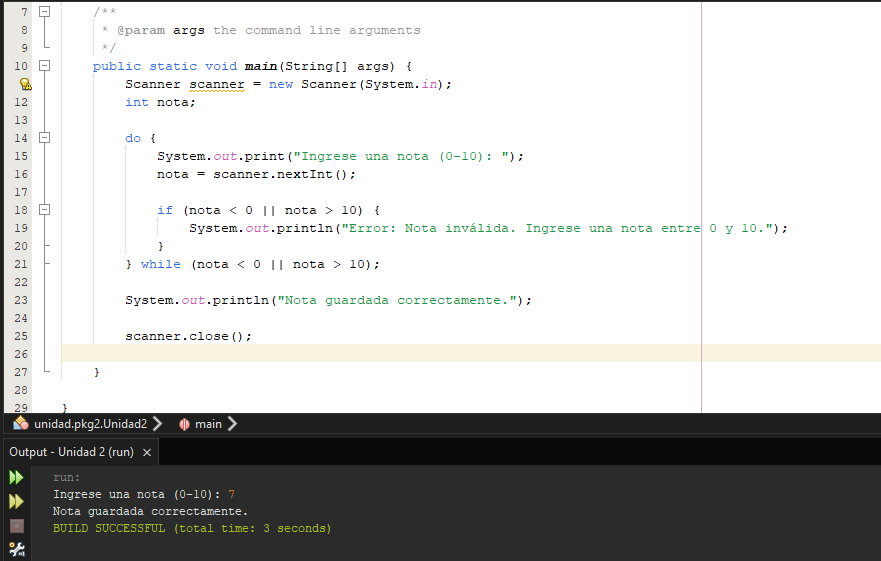 7 /**
8 * @param args the command line arguments
9 */
10 public static void main(String[] args) {
Scanner scanner = new Scanner(System.in);
12 int nota;
13
14 do {
15 System.out.print("Ingrese una nota (0-10): ");
16 nota = scanner.nextInt();
17
18 if (nota < 0 || nota > 10) {
19 System.out.println("Error: Nota inválida. Ingrese una nota entre 0 y 10.");
20 }
21 } while (nota < 0 || nota > 10);
22
23 System.out.println("Nota guardada correctamente.");
24
25 scanner.close();
26
27 }
28
29 }
unidad.pkg2.Unidad2 main
Output - Unidad 2 (run) ×
run:
Ingrese una nota (0-10): 7
Nota guardada correctamente.
BUILD SUCCESSFUL (total time: 3 seconds)